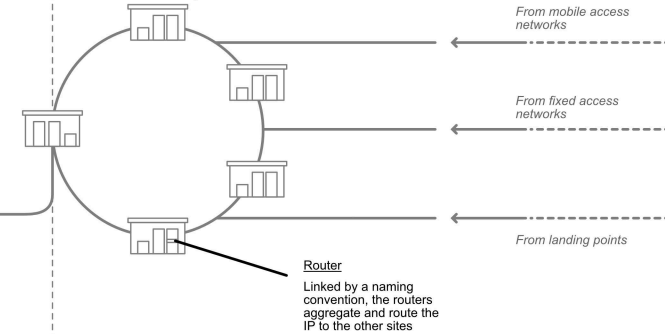 From mobile access
networks
From fixed access
networks
From landing points
Router
Linked by a naming
convention, the routers
aggregate and route the
IP to the other sites